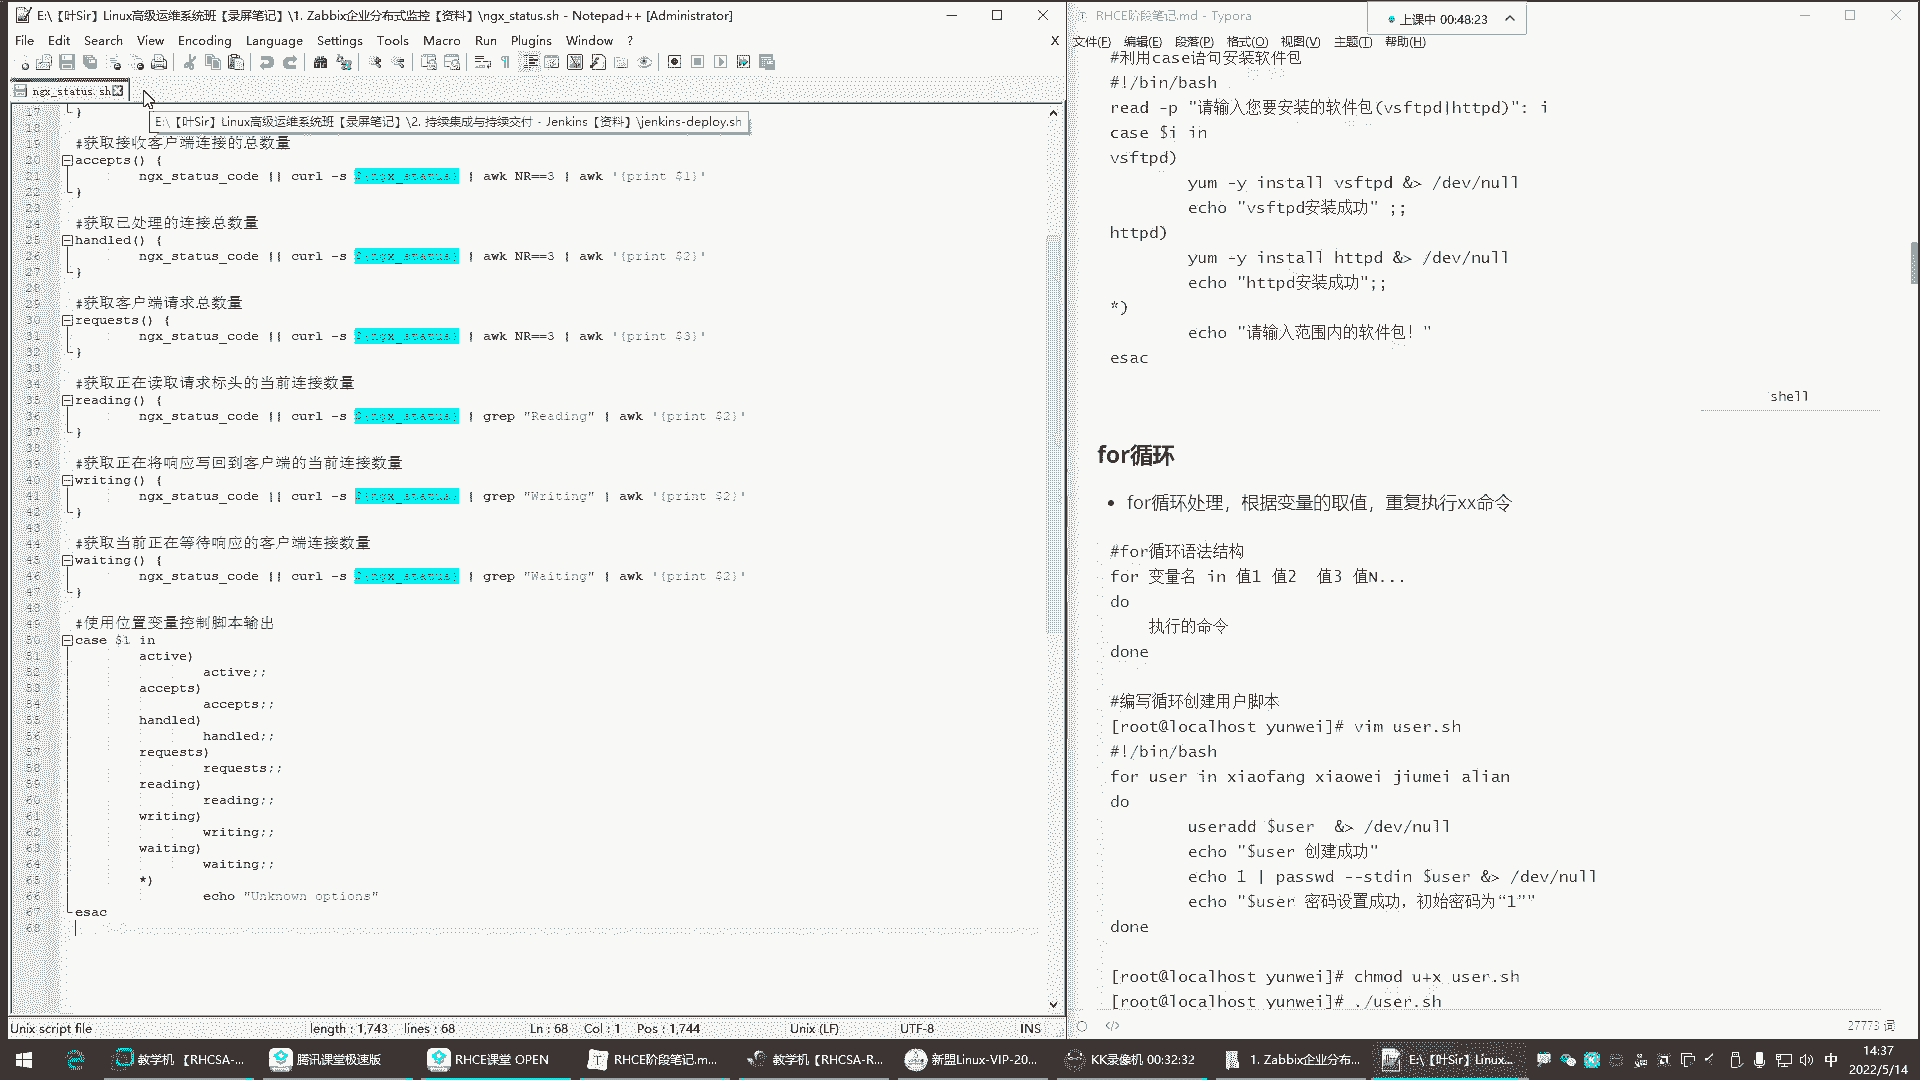 E:\【叶Sir】Linux高级运维系统班【录屏笔记】\1. Zabbix企业分布式监控【资料】\ngx_status.sh - Notepad++ [Administrator]
File Edit Search View Encoding Language Settings Tools Macro Run Plugins Window ? X
ngx_status.sh
E:\【叶Sir】Linux高级运维系统班【录屏笔记】\2. 持续集成与持续交付 - Jenkins【资料】\jenkins-deploy.sh
17 }
18
19 #获取接收客户端连接的总数量
20 accepts() {
21 ngx_status_code || curl -s ${ngx_status} | awk NR==3 | awk '{print $1}'
22 }
23
24 #获取已处理的连接总数量
25 handled() {
26 ngx_status_code || curl -s ${ngx_status} | awk NR==3 | awk '{print $2}'
27 }
28
29 #获取客户端请求总数量
30 requests() {
31 ngx_status_code || curl -s ${ngx_status} | awk NR==3 | awk '{print $3}'
32 }
33
34 #获取正在读取请求标头的当前连接数量
35 reading() {
36 ngx_status_code || curl -s ${ngx_status} | grep "Reading" | awk '{print $2}'
37 }
38
39 #获取正在将响应写回到客户端的当前连接数量
40 writing() {
41 ngx_status_code || curl -s ${ngx_status} | grep "Writing" | awk '{print $2}'
42 }
43
44 #获取当前正在等待响应的客户端连接数量
45 waiting() {
46 ngx_status_code || curl -s ${ngx_status} | grep "Waiting" | awk '{print $2}'
47 }
48
49 #使用位置变量控制脚本输出
50 case $1 in
51 active)
52 active;;
53 accepts)
54 accepts;;
55 handled)
56 handled;;
57 requests)
58 requests;;
59 reading)
60 reading;;
61 writing)
62 writing;;
63 waiting)
64 waiting;;
65 *)
66 echo "Unknown options"
67 esac
68
Unix script file length : 1,743 lines : 68 Ln : 68 Col : 1 Pos : 1,744 Unix (LF) UTF-8 INS
RHCE阶段笔记.md - Typora
上课中 00:48:23
文件(F) 编辑(E) 段落(P) 格式(O) 视图(V) 主题(T) 帮助(H)
#利用case语句安装软件包
#!/bin/bash
read -p "请输入您要安装的软件包(vsftpd|httpd)": i
case $i in
vsftpd)
yum -y install vsftpd &> /dev/null
echo "vsftpd安装成功" ;;
httpd)
yum -y install httpd &> /dev/null
echo "httpd安装成功";;
*)
echo "请输入范围内的软件包！"
esac
shell
for循环
• for循环处理，根据变量的取值，重复执行xx命令
#for循环语法结构
for 变量名 in 值1 值2 值3 值N...
do
执行的命令
done
#编写循环创建用户脚本
[root@localhost yunwei]# vim user.sh
#!/bin/bash
for user in xiaofang xiaowei jiumei alian
do
useradd $user &> /dev/null
echo "$user 创建成功"
echo 1 | passwd --stdin $user &> /dev/null
echo "$user 密码设置成功，初始密码为“1”"
done
[root@localhost yunwei]# chmod u+x user.sh
[root@localhost yunwei]# ./user.sh
</> 27773 词
教学机【RHCSA-... 腾讯课堂极速版 RHCE课堂 OPEN RHCE阶段笔记.m... 教学机【RHCSA-R... 新盟Linux-VIP-20... KK录像机 00:32:32 1. Zabbix企业分布... E:\【叶Sir】Linux... 中 14:37
2022/5/14